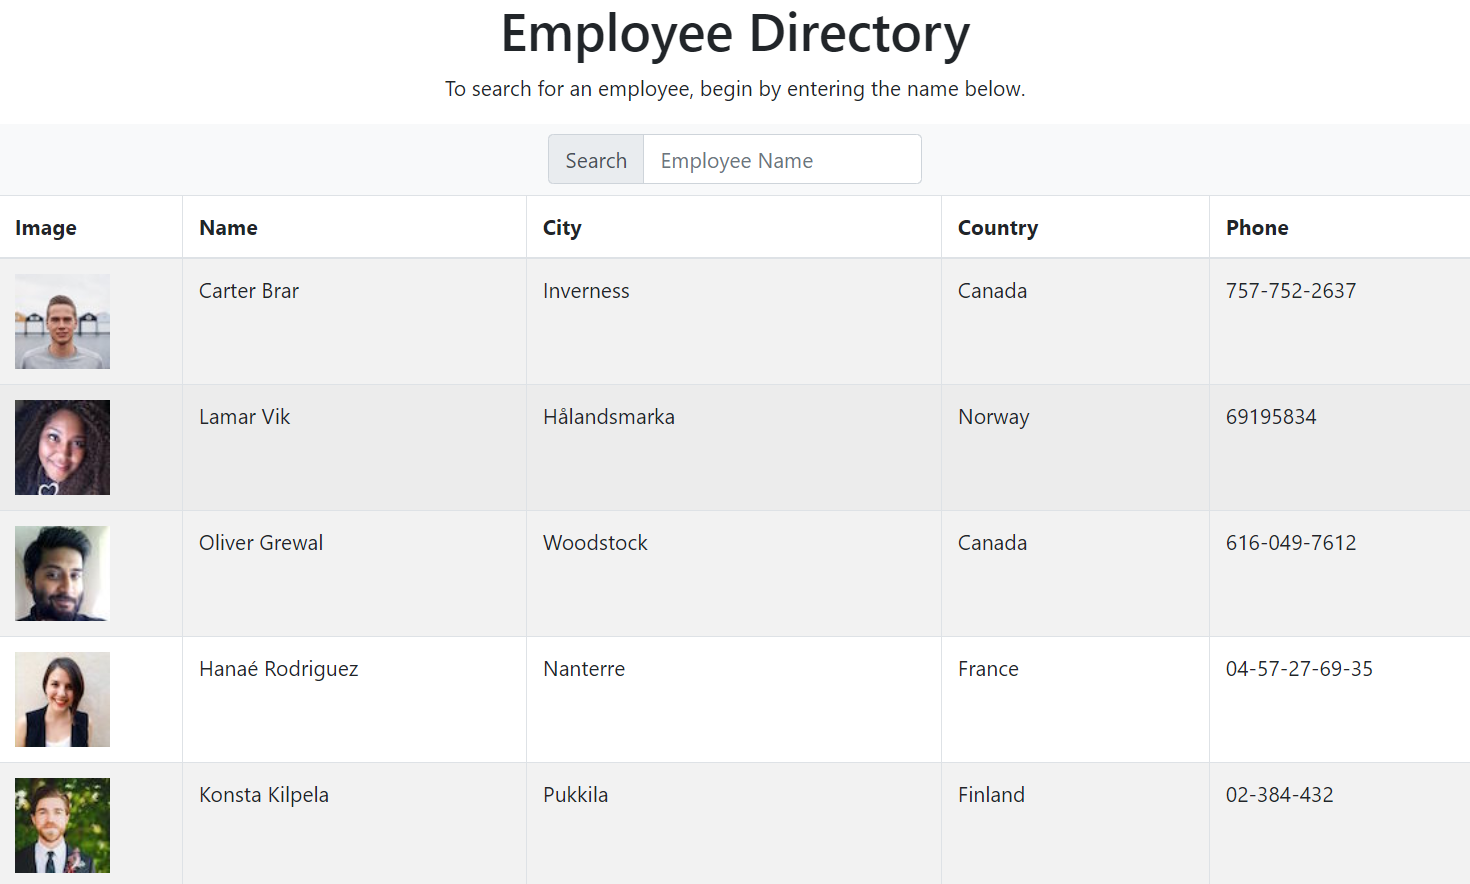 Employee Directory
To search for an employee, begin by entering the name below.
Search Employee Name
Image Name City Country Phone
Carter Brar Inverness Canada 757-752-2637
Lamar Vik Hålandsmarka Norway 69195834
Oliver Grewal Woodstock Canada 616-049-7612
Hanaé Rodriguez Nanterre France 04-57-27-69-35
Konsta Kilpela Pukkila Finland 02-384-432